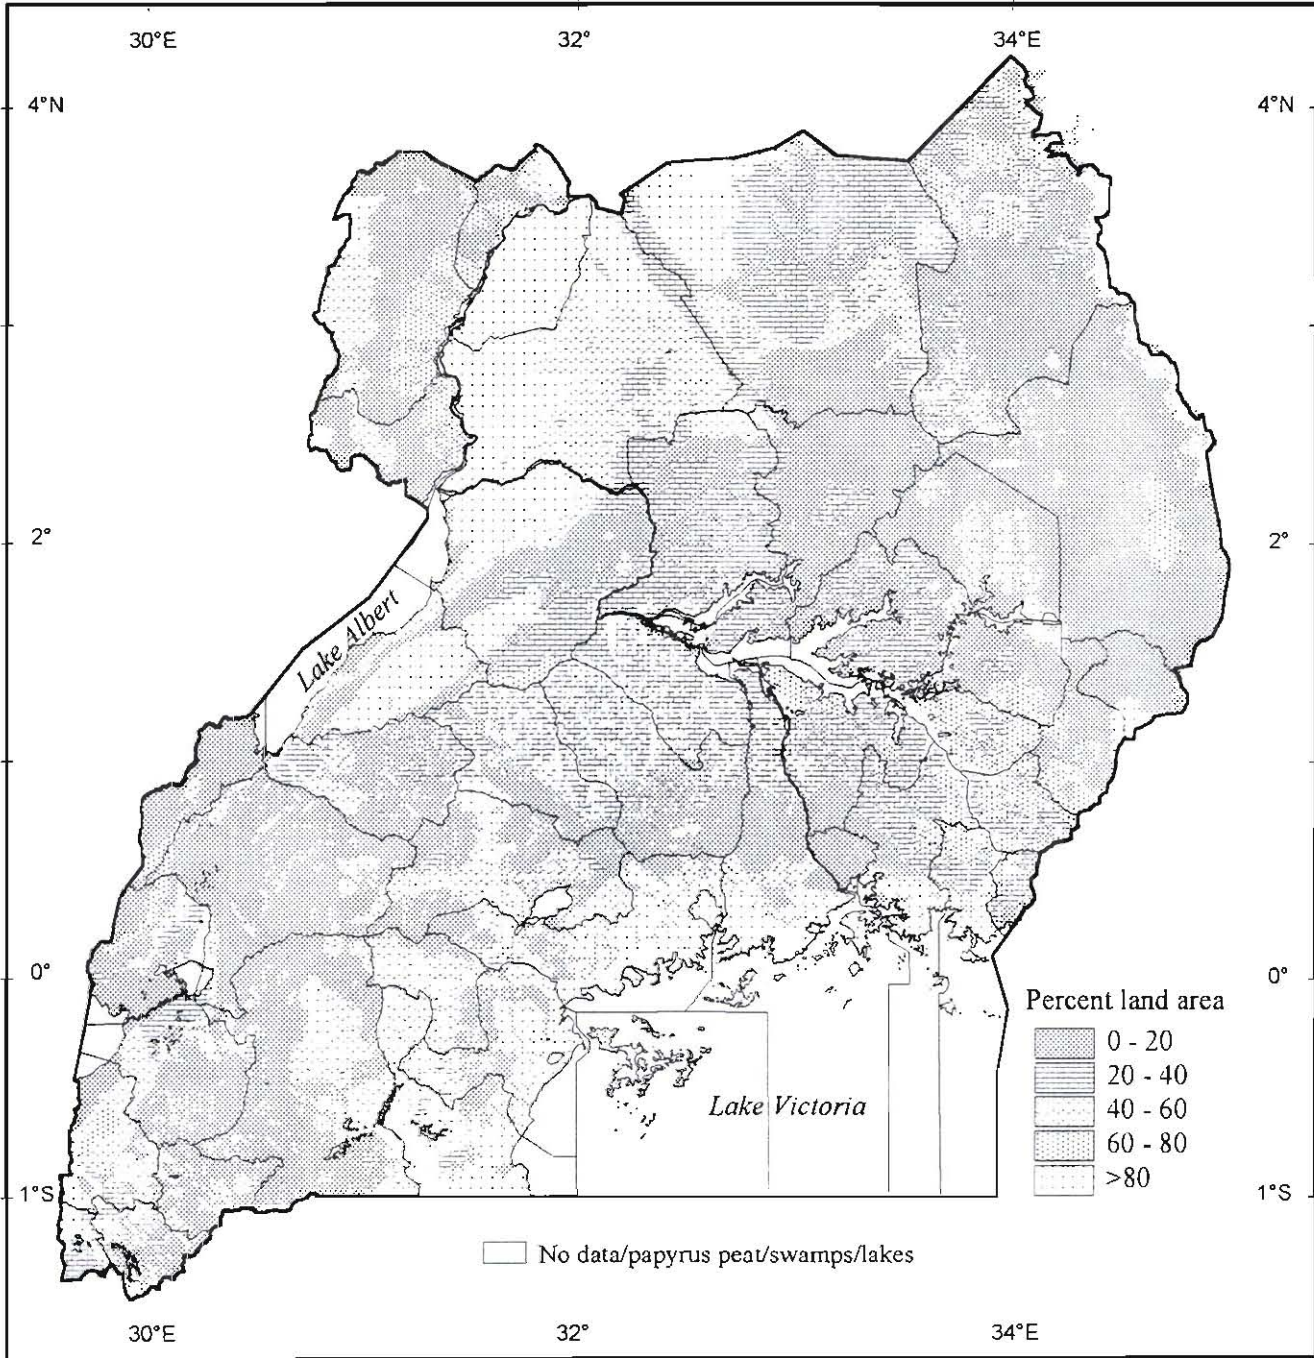 30°E 32° 34°E
4°N 4°N
2° 2°
Lake Albert
0° 0°
Percent land area
0 - 20
20 - 40
40 - 60
60 - 80
>80
Lake Victoria
1°S 1°S
No data/papyrus peat/swamps/lakes
30°E 32° 34°E